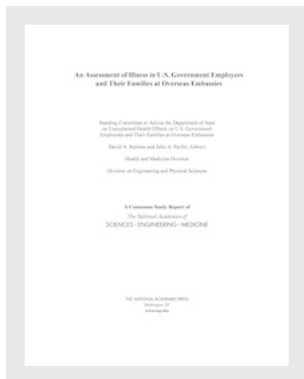 An Assessment of Illness in U.S. Government Employees
and Their Families at Overseas Embassies
Standing Committee to Advise the Department of State
on Unexplained Health Effects on U.S. Government
Employees and Their Families at Overseas Embassies
David A. Relman and Julie A. Pavlin, Editors
Health and Medicine Division
Division on Engineering and Physical Sciences
A Consensus Study Report of
The National Academies of
SCIENCES • ENGINEERING • MEDICINE
THE NATIONAL ACADEMIES PRESS
Washington, DC
www.nap.edu